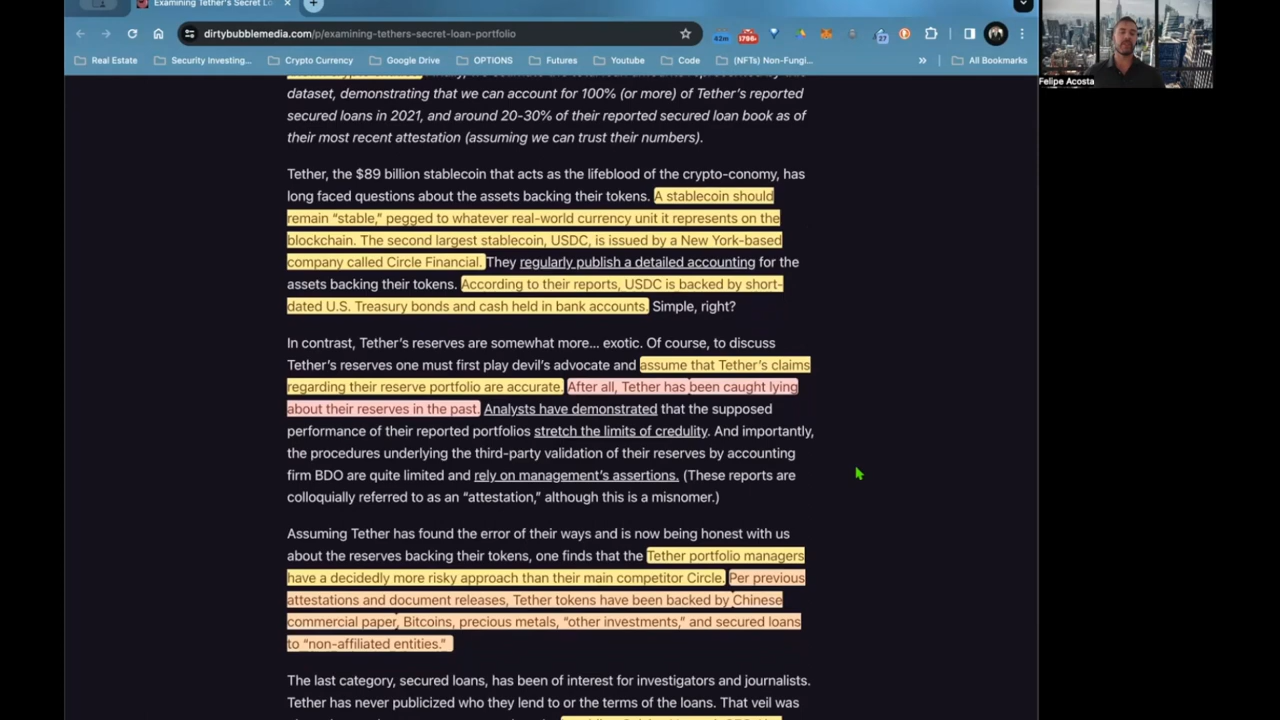 Examining Tether's Secret Lo
dirtybubblemedia.com/p/examining-tethers-secret-loan-portfolio
42m
1796+
27
Real Estate
Security Investing...
Crypto Currency
Google Drive
OPTIONS
Futures
Youtube
Code
(NFTs) Non-Fungi...
»
All Bookmarks
Felipe Acosta
dataset, demonstrating that we can account for 100% (or more) of Tether's reported
secured loans in 2021, and around 20-30% of their reported secured loan book as of
their most recent attestation (assuming we can trust their numbers).
Tether, the $89 billion stablecoin that acts as the lifeblood of the crypto-conomy, has
long faced questions about the assets backing their tokens. A stablecoin should
remain “stable,” pegged to whatever real-world currency unit it represents on the
blockchain. The second largest stablecoin, USDC, is issued by a New York-based
company called Circle Financial. They regularly publish a detailed accounting for the
assets backing their tokens. According to their reports, USDC is backed by short-
dated U.S. Treasury bonds and cash held in bank accounts. Simple, right?
In contrast, Tether's reserves are somewhat more... exotic. Of course, to discuss
Tether's reserves one must first play devil's advocate and assume that Tether's claims
regarding their reserve portfolio are accurate. After all, Tether has been caught lying
about their reserves in the past. Analysts have demonstrated that the supposed
performance of their reported portfolios stretch the limits of credulity. And importantly,
the procedures underlying the third-party validation of their reserves by accounting
firm BDO are quite limited and rely on management's assertions. (These reports are
colloquially referred to as an “attestation,” although this is a misnomer.)
Assuming Tether has found the error of their ways and is now being honest with us
about the reserves backing their tokens, one finds that the Tether portfolio managers
have a decidedly more risky approach than their main competitor Circle. Per previous
attestations and document releases, Tether tokens have been backed by Chinese
commercial paper, Bitcoins, precious metals, “other investments,” and secured loans
to “non-affiliated entities.”
The last category, secured loans, has been of interest for investigators and journalists.
Tether has never publicized who they lend to or the terms of the loans. That veil was